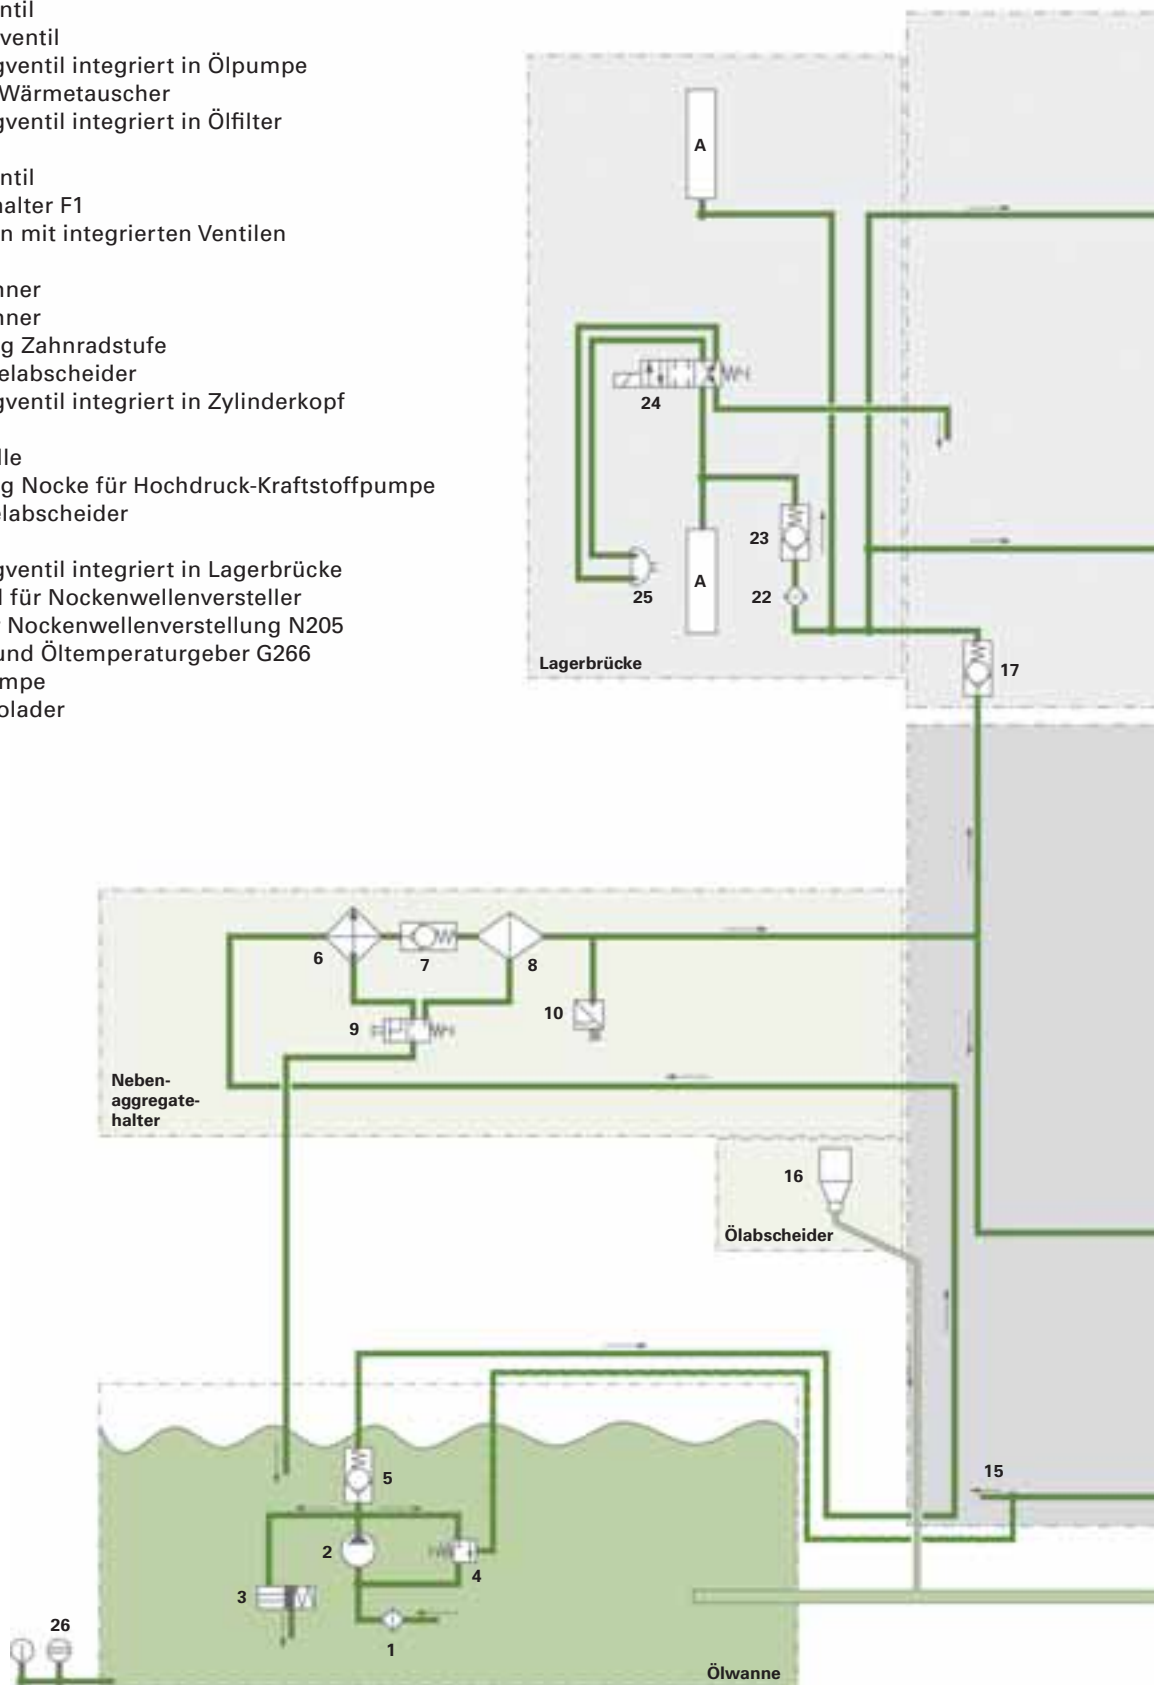 ntil
ventil
gventil integriert in Ölpumpe
Wärmetauscher
gventil integriert in Ölfilter
ntil
halter F1
n mit integrierten Ventilen
nner
nner
g Zahnradstufe
elabscheider
gventil integriert in Zylinderkopf
lle
g Nocke für Hochdruck-Kraftstoffpumpe
elabscheider
gventil integriert in Lagerbrücke
l für Nockenwellenversteller
r Nockenwellenverstellung N205
und Öltemperaturgeber G266
mpe
olader
A
24
23
A
25
22
Lagerbrücke
17
6
7
8
9
10
Neben-
aggregate-
halter
16
Ölabscheider
15
5
2
4
3
1
26
Ölwanne